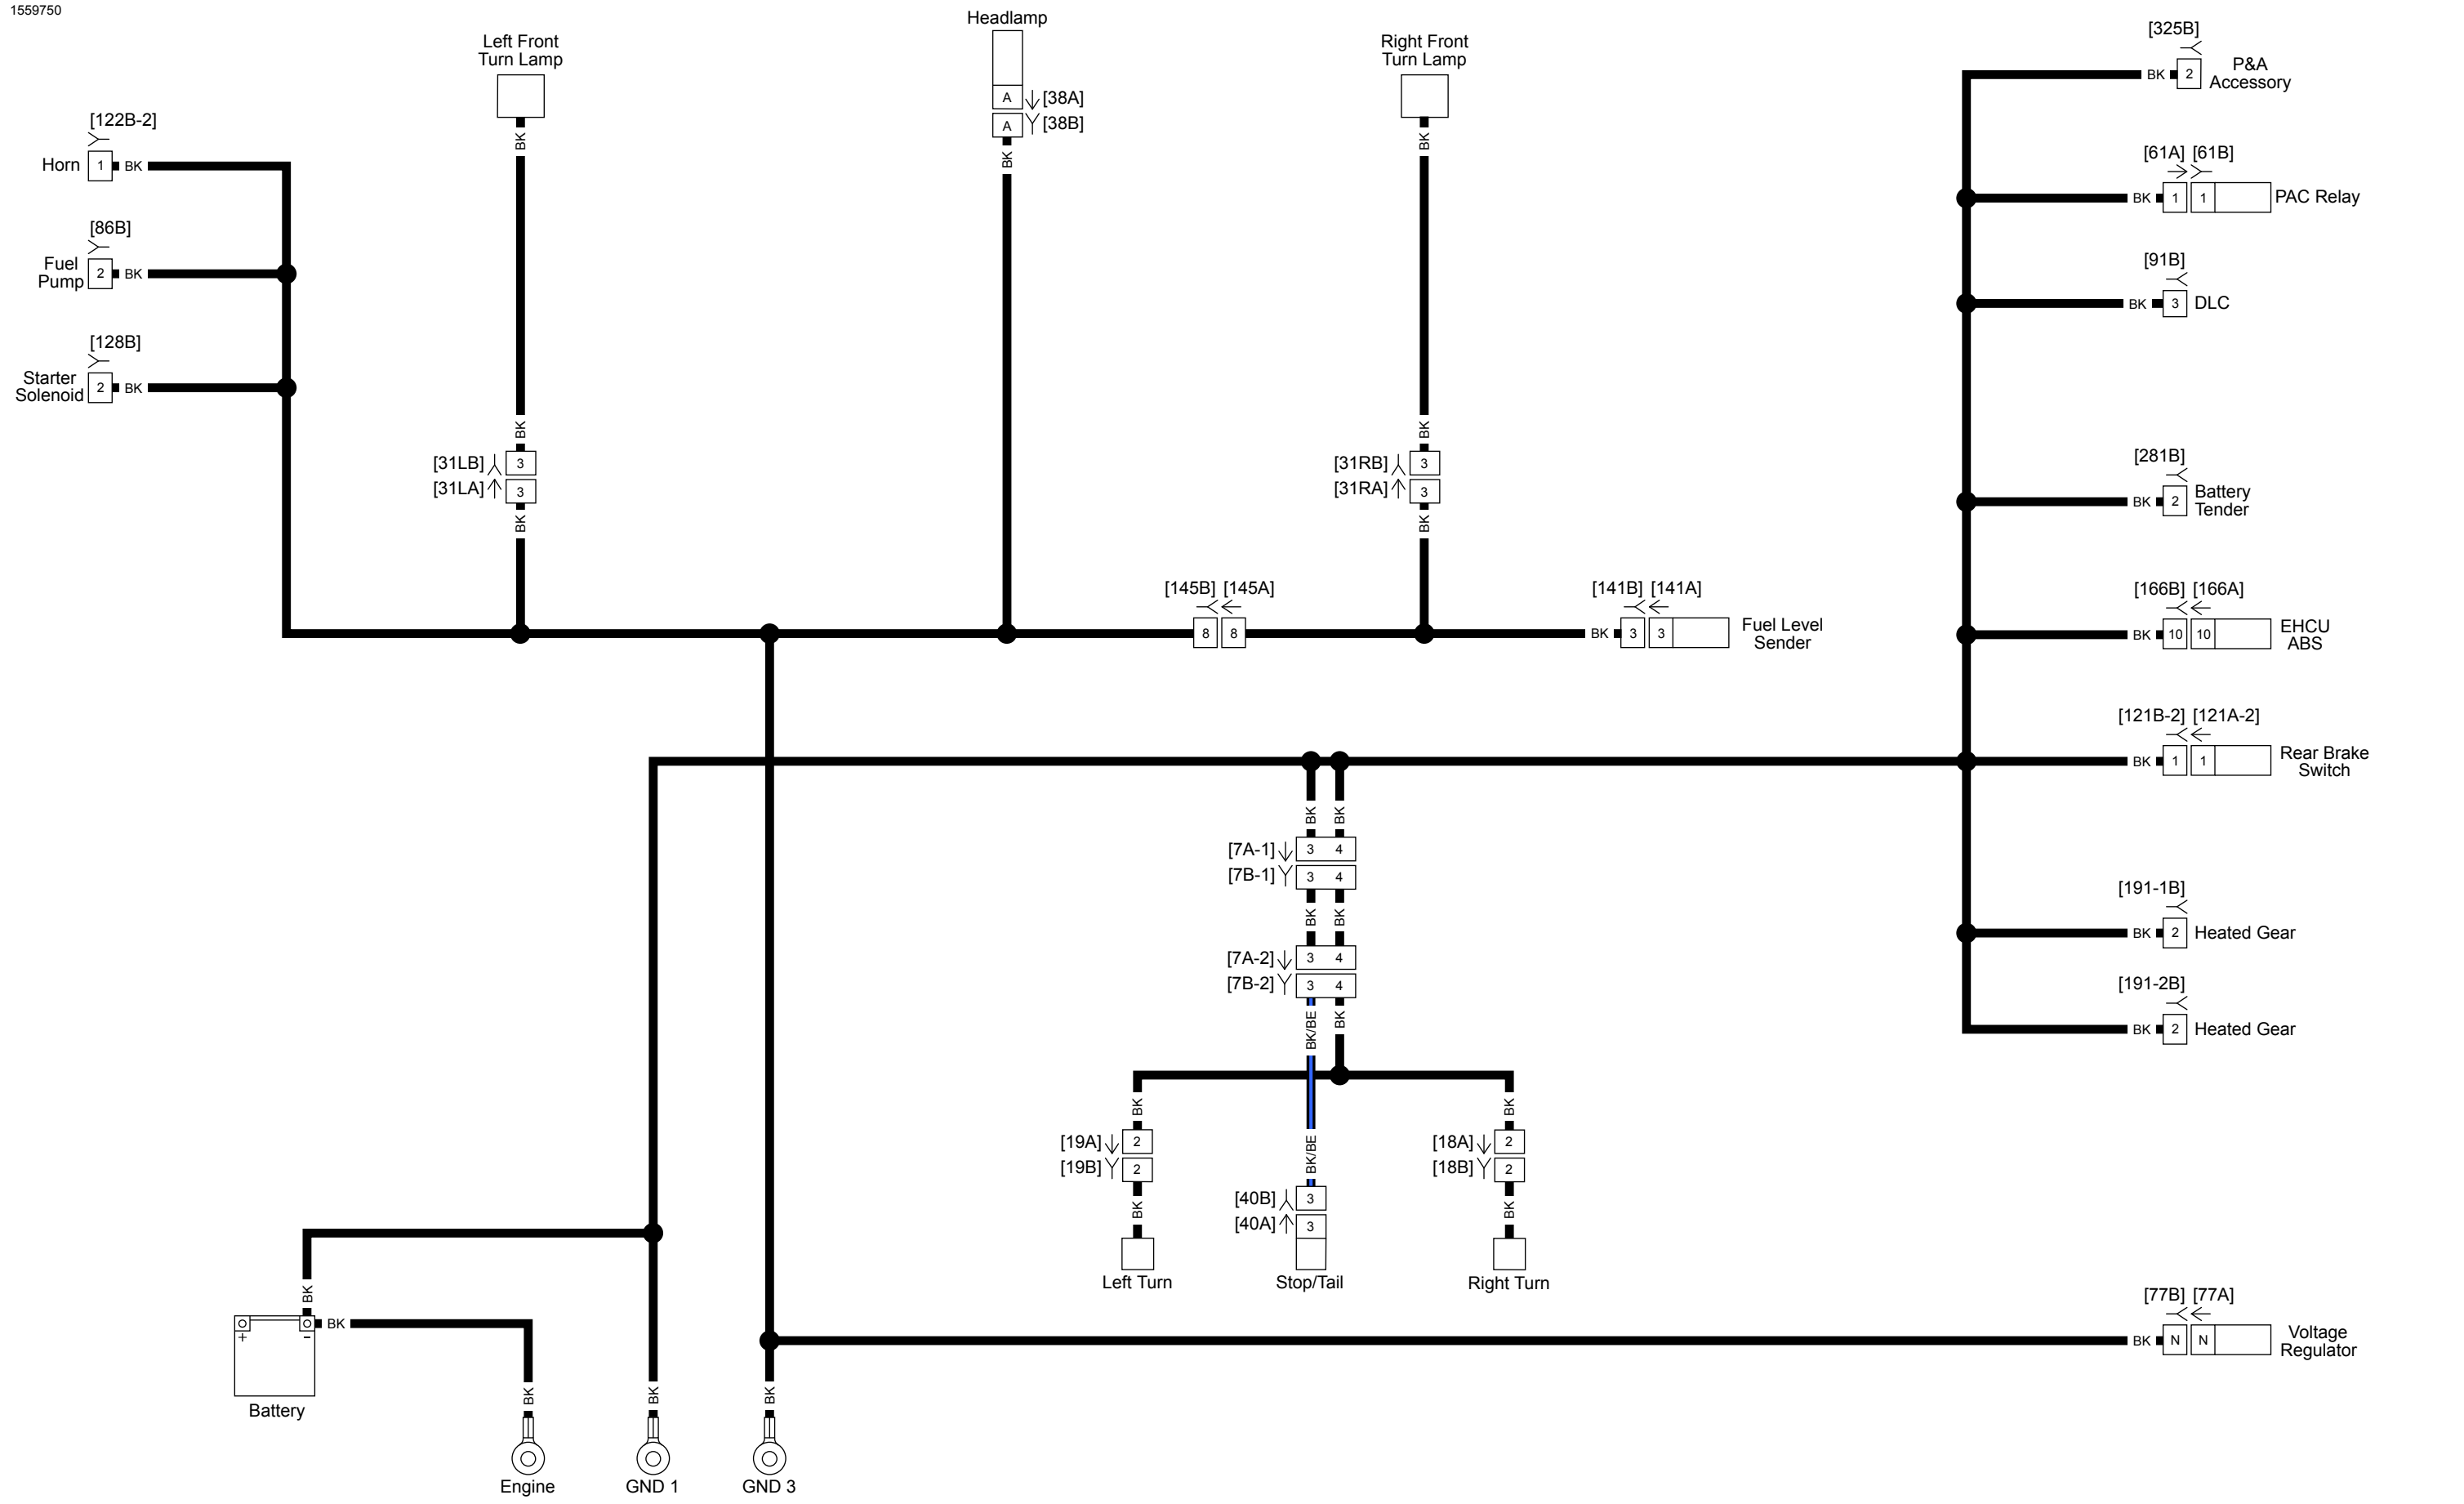 1559750
Headlamp
A
[38A]
A
[38B]
BK
Left Front
Turn Lamp
BK
BK
[31LB]
3
[31LA]
3
BK
Right Front
Turn Lamp
BK
BK
[31RB]
3
[31RA]
3
BK
[122B-2]
Horn
1
BK
[86B]
Fuel
Pump
2
BK
[128B]
Starter
Solenoid
2
BK
[325B]
BK
2
P&A
Accessory
[61A] [61B]
BK
1
1
PAC Relay
[91B]
BK
3
DLC
[281B]
BK
2
Battery
Tender
[145B] [145A]
8
8
[141B] [141A]
BK
3
3
Fuel Level
Sender
[166B] [166A]
BK
10
10
EHCU
ABS
[121B-2] [121A-2]
BK
1
1
Rear Brake
Switch
BK
BK
[7A-1]
3 4
[7B-1]
3 4
BK
BK
[7A-2]
3 4
[7B-2]
3 4
BK/BE
BK
[191-1B]
BK
2
Heated Gear
[191-2B]
BK
2
Heated Gear
BK
[19A]
2
[19B]
2
BK
Left Turn
BK/BE
[40B]
3
[40A]
3
Stop/Tail
BK
[18A]
2
[18B]
2
BK
Right Turn
BK
BK
+
-
Battery
[77B] [77A]
BK
N
N
Voltage
Regulator
BK
BK
BK
Engine
GND 1
GND 3